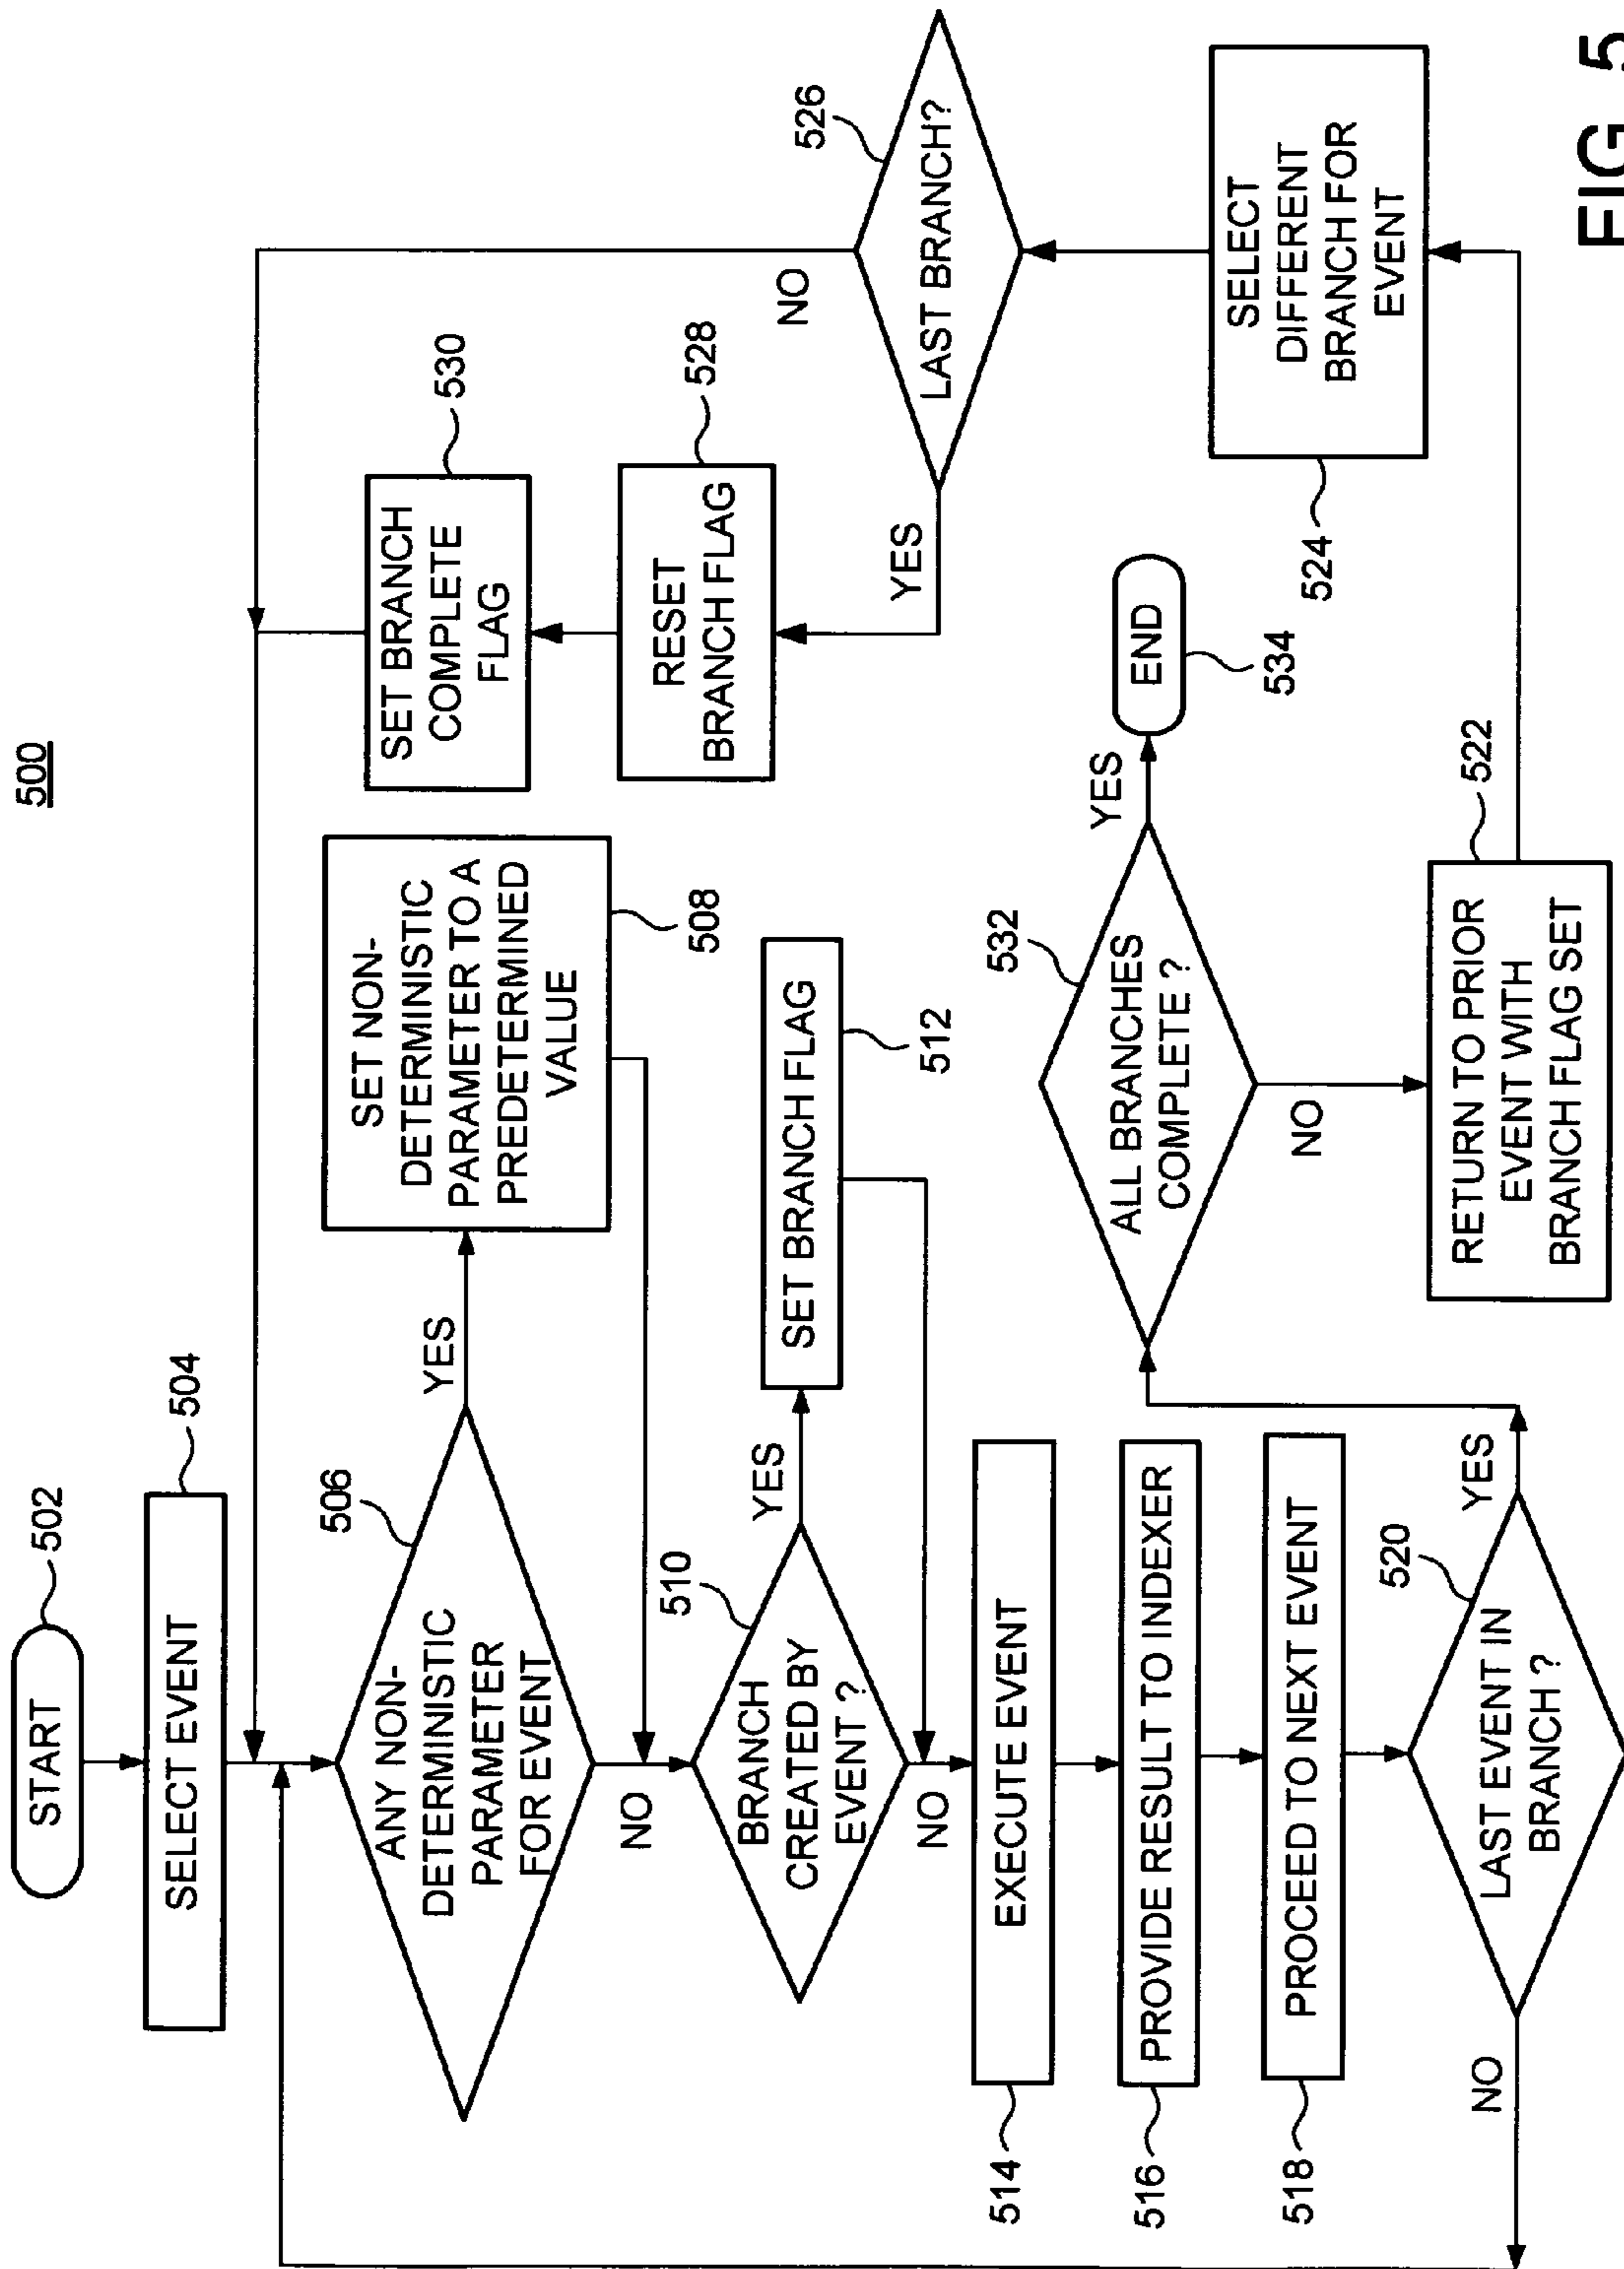 500
START
502
SELECT EVENT
504
ANY NON-
DETERMINISTIC
PARAMETER
FOR EVENT
506
YES
NO
SET NON-
DETERMINISTIC
PARAMETER TO A
PREDETERMINED
VALUE
508
BRANCH
CREATED BY
EVENT ?
510
YES
NO
SET BRANCH FLAG
512
EXECUTE EVENT
514
PROVIDE RESULT TO INDEXER
516
PROCEED TO NEXT EVENT
518
LAST EVENT IN
BRANCH ?
520
YES
NO
ALL BRANCHES
COMPLETE ?
532
YES
NO
END
534
RETURN TO PRIOR
EVENT WITH
BRANCH FLAG SET
522
SELECT
DIFFERENT
BRANCH FOR
EVENT
524
LAST BRANCH?
526
NO
YES
RESET
BRANCH FLAG
528
SET BRANCH
COMPLETE
FLAG
530
FIG. 5